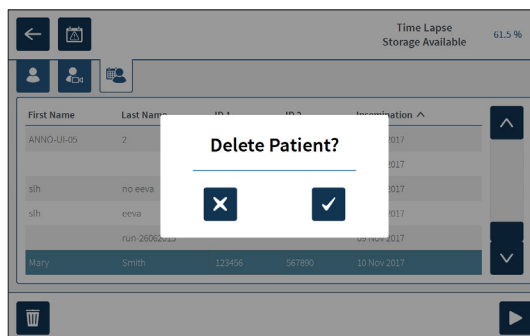 Time Lapse
Storage Available 61.5 %
First Name Last Name ID 1 ID 2 Insemination
ANNO-UI-05 2 2017
2017
slh no eeva 2017
slh eeva 2017
run-26062015 09 Nov 2017
Mary Smith 123456 567890 10 Nov 2017
Delete Patient?